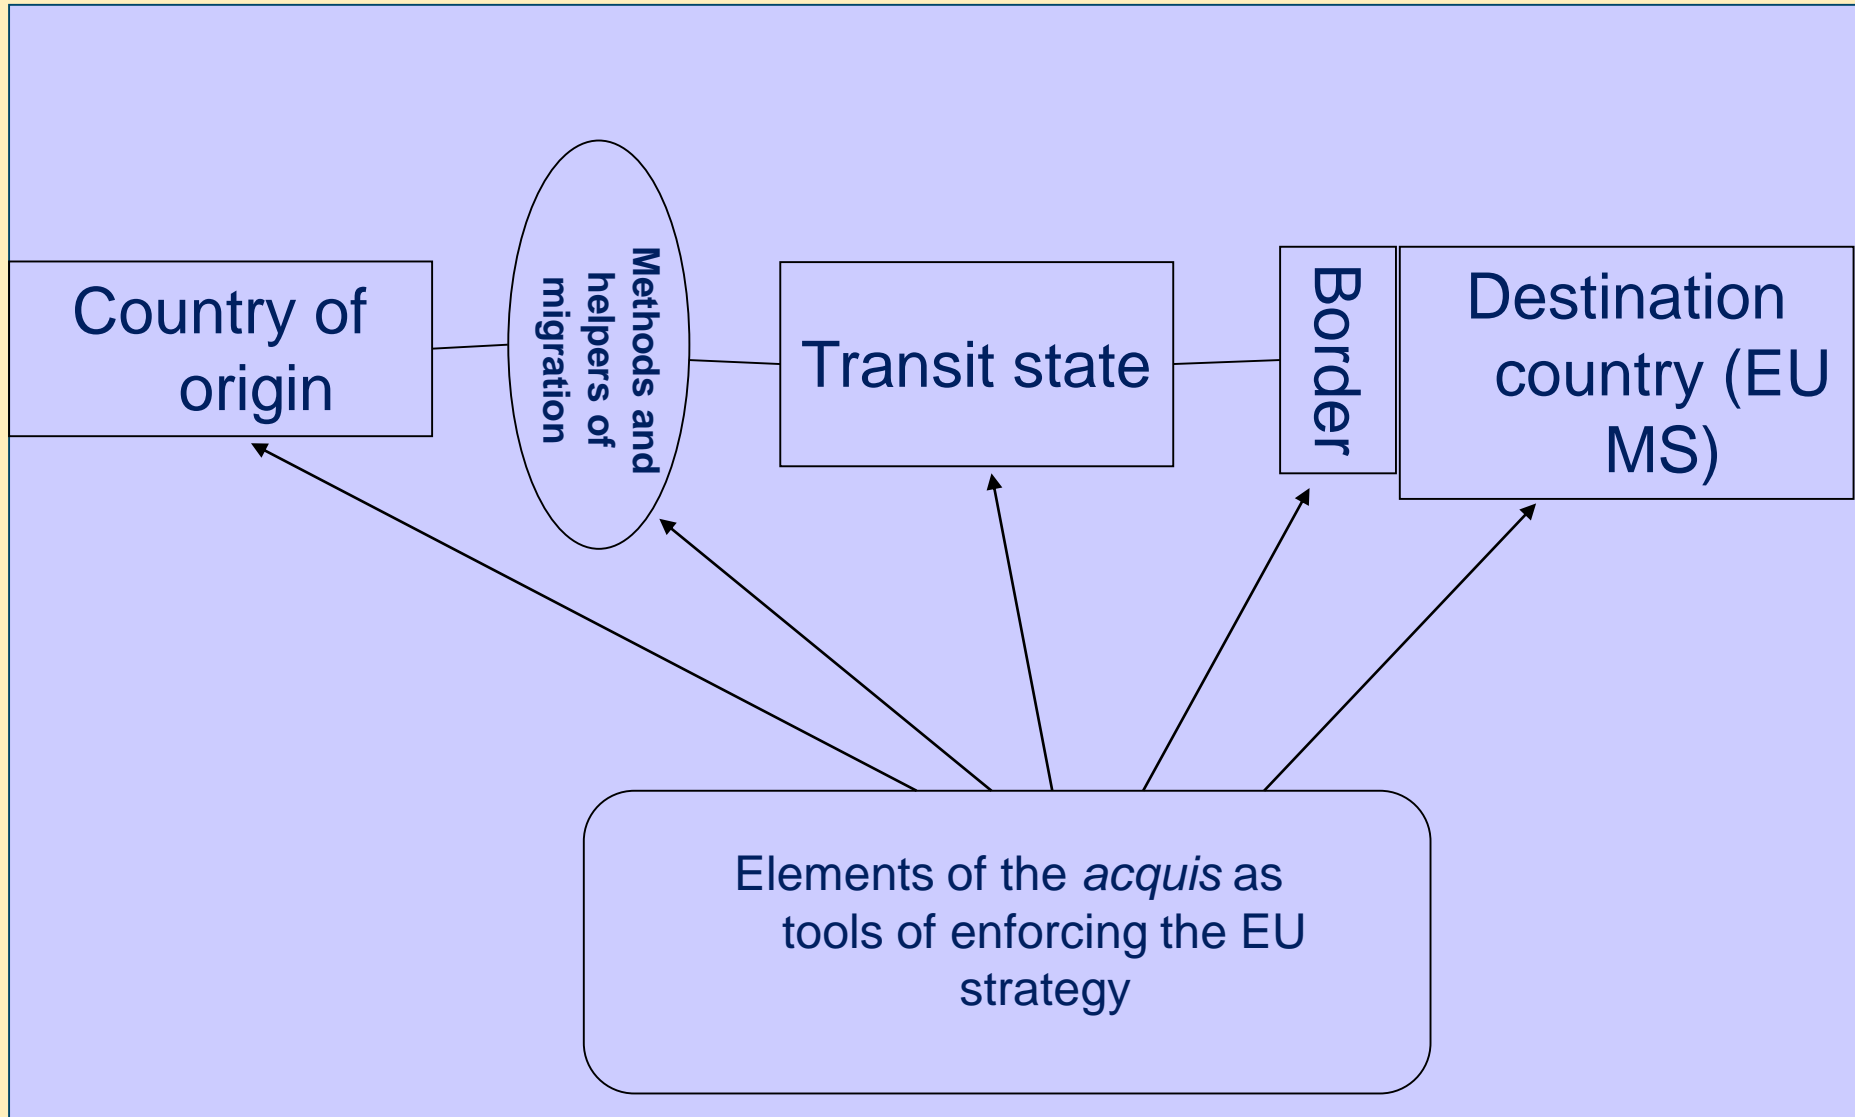 Country of
origin
Methods and
helpers of
migration
Transit state
Border
Destination
country (EU
MS)
Elements of the acquis as
tools of enforcing the EU
strategy